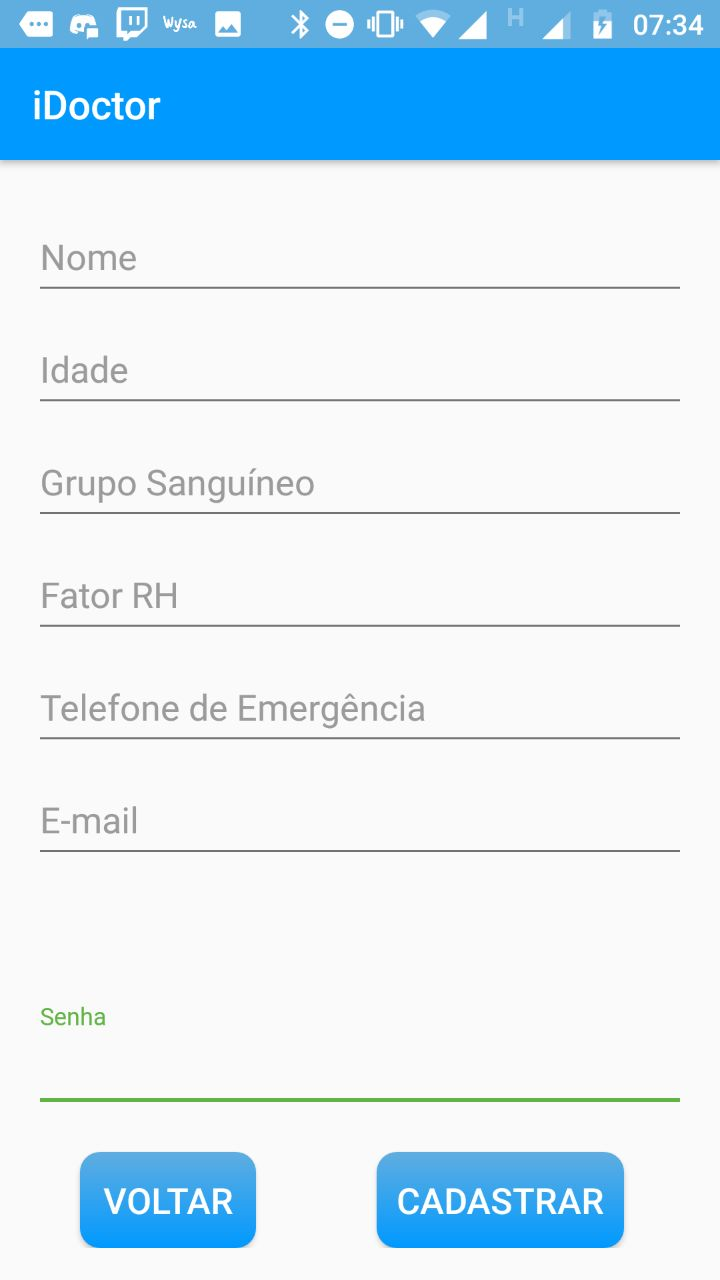 Wysa H 07:34
iDoctor
Nome
Idade
Grupo Sanguíneo
Fator RH
Telefone de Emergência
E-mail
Senha
VOLTAR CADASTRAR